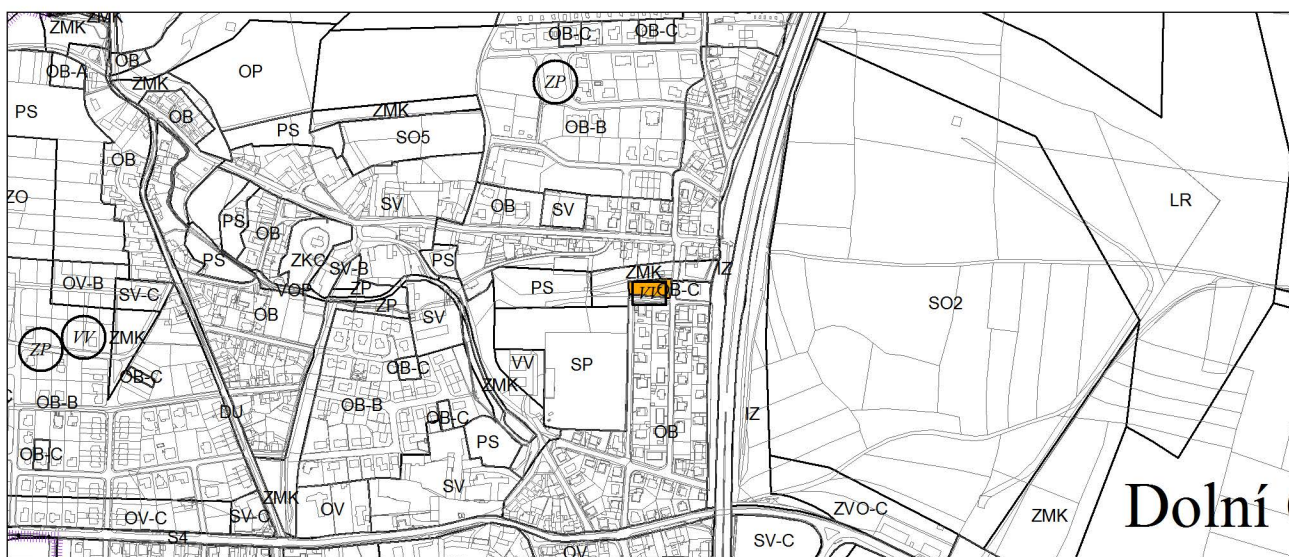 ZMK
ZMK
OB
OB-A
ZMK
OP
OB-C
OB-C
ZP
PS
OB
ZMK
PS
SO5
OB-B
OB
ZO
PS
SV
OB
SV
LR
OB
PS
ZKC
SV-B
PS
ZMK
IZ
OV-B
SV-C
VOP
ZP
ZP
PS
VV
OB-C
SO2
OB
SV
ZP
VV
ZMK
VV
SP
OB-C
OB-C
ZMK
OB-B
OB-B
DU
OB-C
IZ
OB-C
PS
OB
ZMK
SV
OV
ZVO-C
ZMK
Dolní
OV-C
SV-C
S4
OV
SV-C